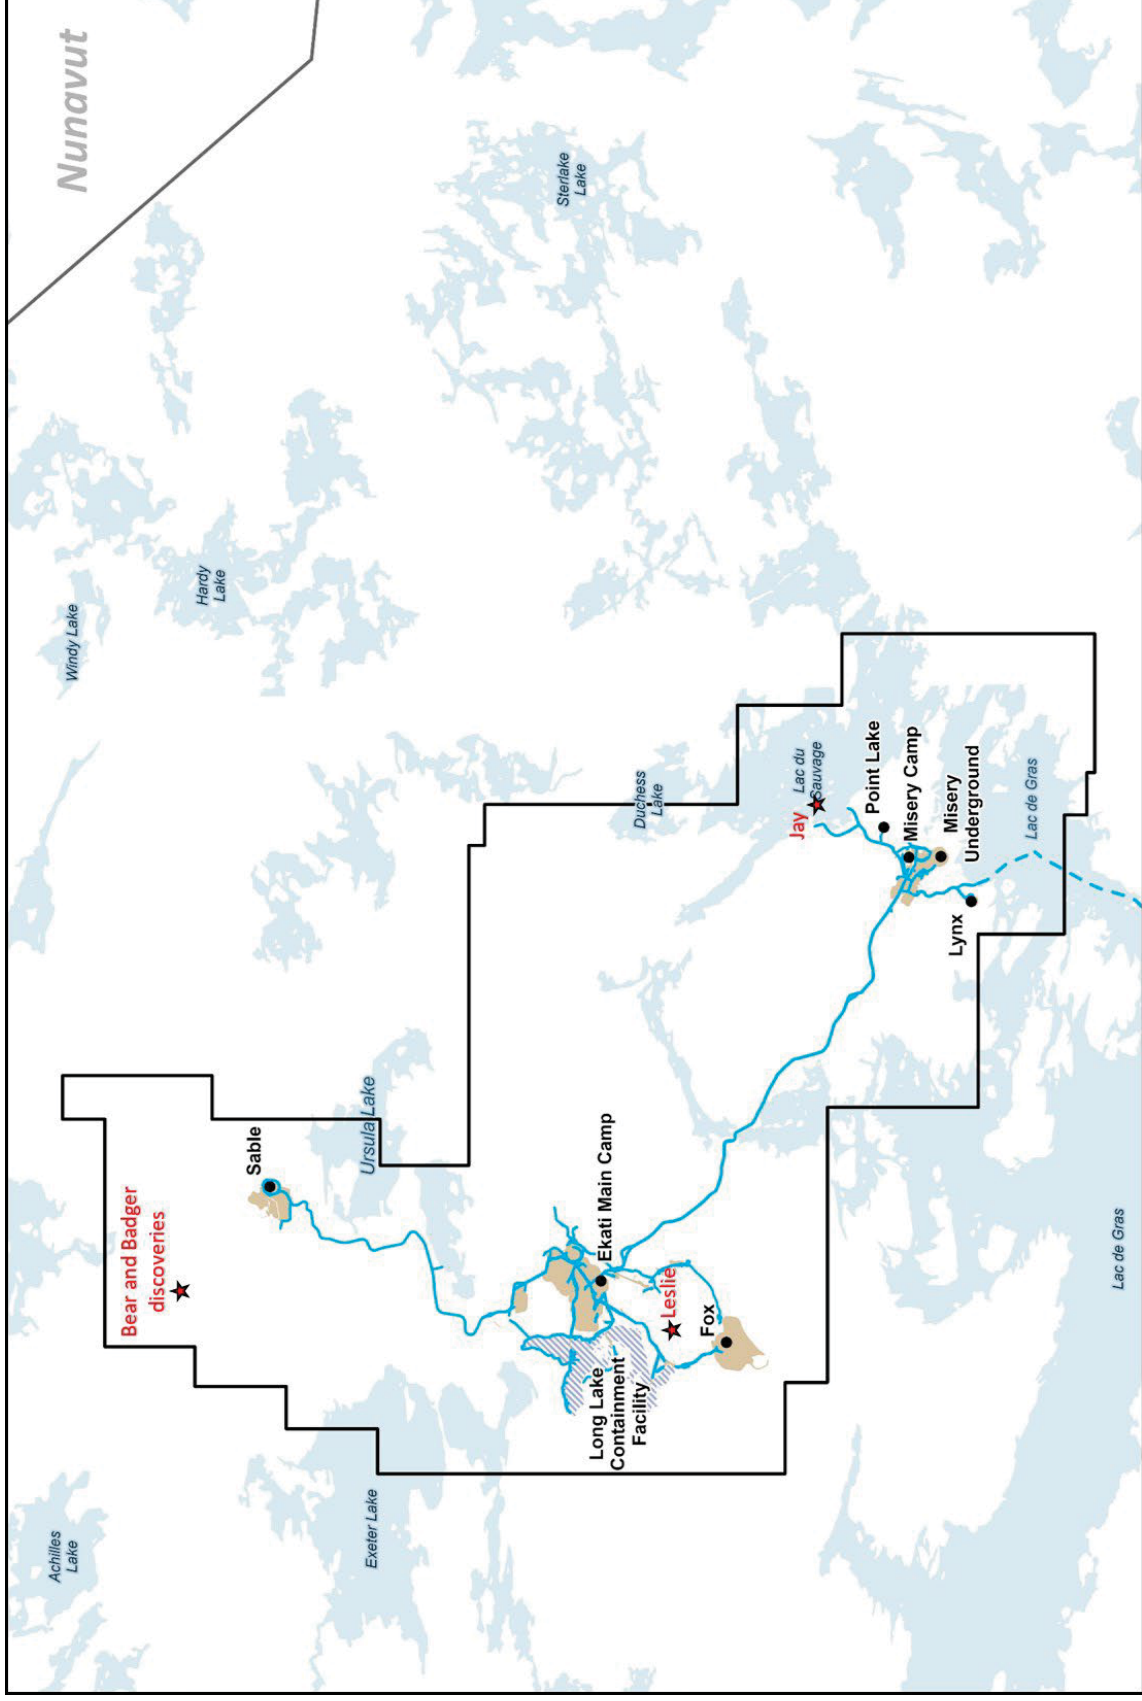 Nunavut
Windy Lake
Hardy
Lake
Sterlake
Lake
Achilles
Lake
Bear and Badger
discoveries
Sable
Ursula Lake
Exeter Lake
Duchess
Lake
Lac du
Sauvage
Jay
Point Lake
Misery Camp
Misery
Underground
Lynx
Ekati Main Camp
Long Lake
Containment
Facility
Leslie
Fox
Lac de Gras
Lac de Gras